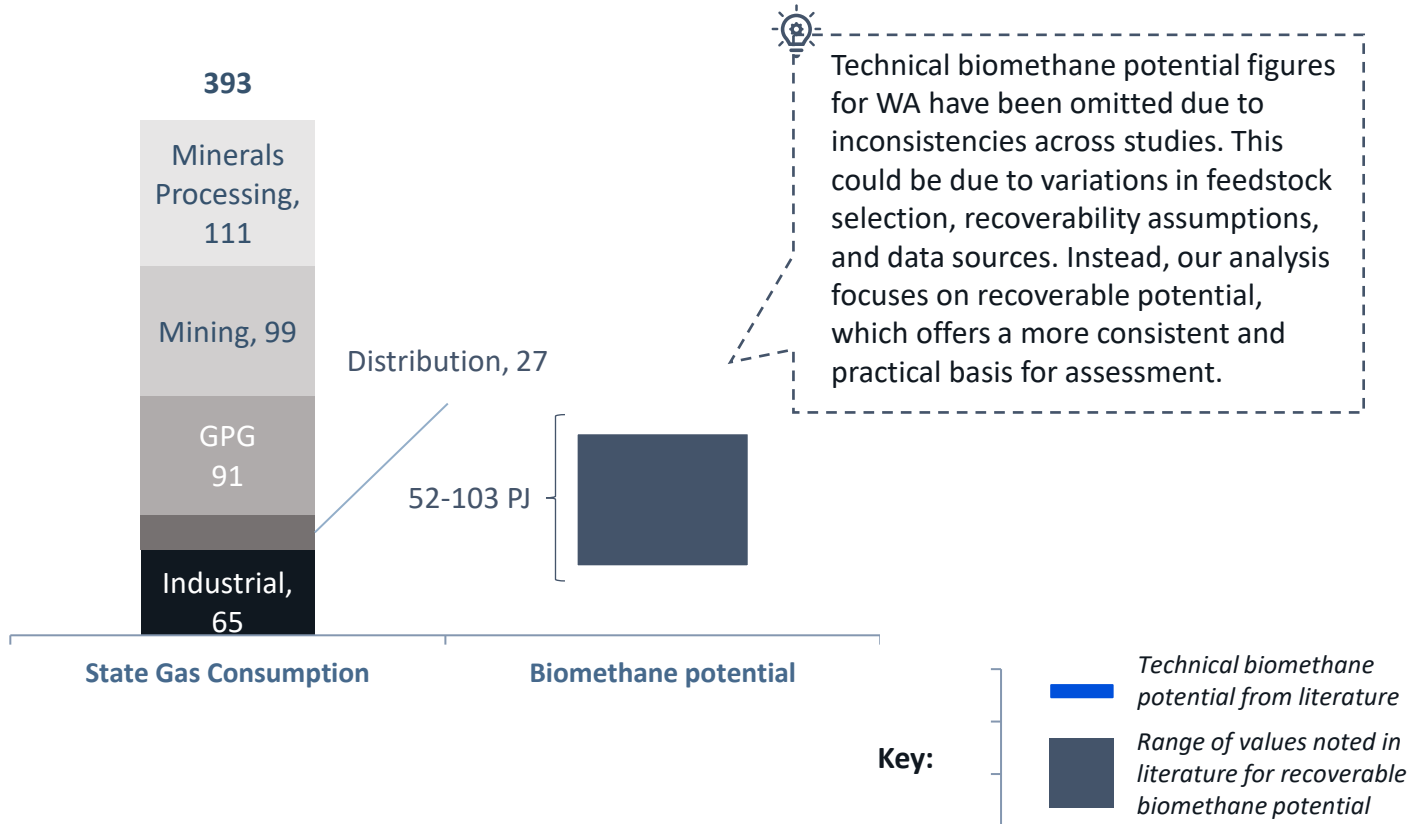 393
Minerals
Processing,
111
Mining, 99
GPG
91
Industrial,
65
Distribution, 27
52-103 PJ
Technical biomethane potential figures
for WA have been omitted due to
inconsistencies across studies. This
could be due to variations in feedstock
selection, recoverability assumptions,
and data sources. Instead, our analysis
focuses on recoverable potential,
which offers a more consistent and
practical basis for assessment.
State Gas Consumption
Biomethane potential
Key:
Technical biomethane
potential from literature
Range of values noted in
literature for recoverable
biomethane potential